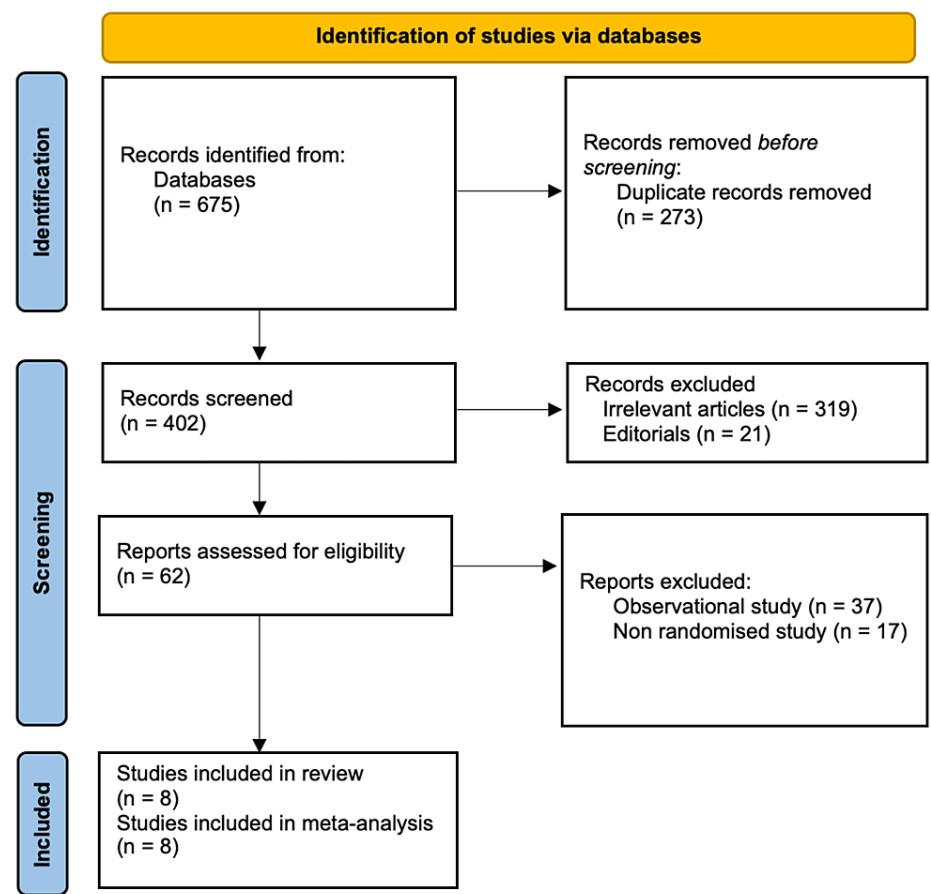 Identification of studies via databases
Identification
Records identified from:
Databases
(n = 675)
Records removed before
screening:
Duplicate records removed
(n = 273)
Screening
Records screened
(n = 402)
Records excluded
Irrelevant articles (n = 319)
Editorials (n = 21)
Reports assessed for eligibility
(n = 62)
Reports excluded:
Observational study (n = 37)
Non randomised study (n = 17)
Included
Studies included in review
(n = 8)
Studies included in meta-analysis
(n = 8)